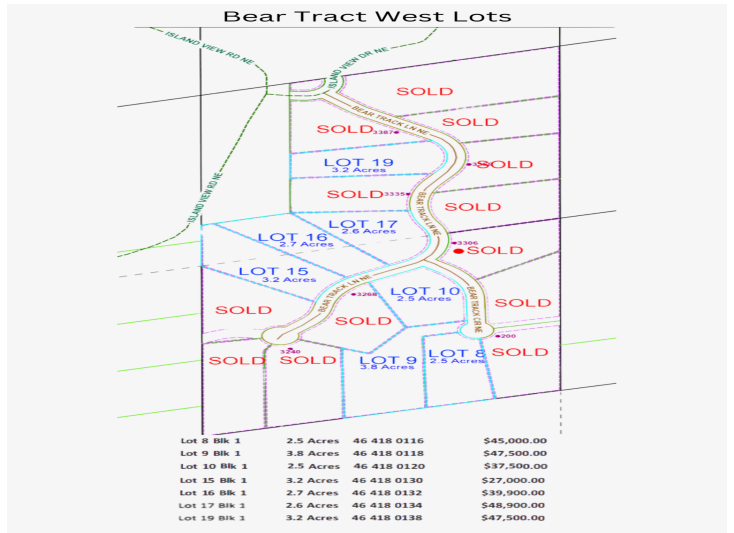 Bear Tract West Lots
ISLAND VIEW RD NE
ISLAND VIEW DR NE
SOLD
BEAR TRACK LN NE
SOLD
SOLD
3387
LOT 19
3.2 Acres
SOLD
SOLD
3335
BEAR TRACK LN NE
SOLD
ISLAND VIEW RD NE
LOT 17
2.6 Acres
LOT 16
2.7 Acres
3306
SOLD
LOT 15
3.2 Acres
BEAR TRACK LN NE
3268
LOT 10
2.5 Acres
BEAR TRACK CIR NE
SOLD
SOLD
SOLD
200
SOLD
3240
SOLD
LOT 9
3.8 Acres
LOT 8
2.5 Acres
SOLD
Lot 8 Blk 1 2.5 Acres 46 418 0116 $45,000.00
Lot 9 Blk 1 3.8 Acres 46 418 0118 $47,500.00
Lot 10 Blk 1 2.5 Acres 46 418 0120 $37,500.00
Lot 15 Blk 1 3.2 Acres 46 418 0130 $27,000.00
Lot 16 Blk 1 2.7 Acres 46 418 0132 $39,900.00
Lot 17 Blk 1 2.6 Acres 46 418 0134 $48,900.00
Lot 19 Blk 1 3.2 Acres 46 418 0138 $47,500.00